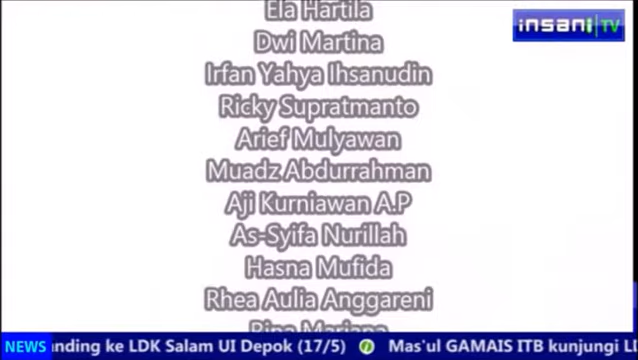 Ela Hartila
insani TV
Dwi Martina
Irfan Yahya Ihsanudin
Ricky Supratmanto
Arief Mulyawan
Muadz Abdurrahman
Aji Kurniawan A.P
As-Syifa Nurillah
Hasna Mufida
Rhea Aulia Anggareni
NEWS anding ke LDK Salam UI Depok (17/5) Mas'ul GAMAIS ITB kunjungi